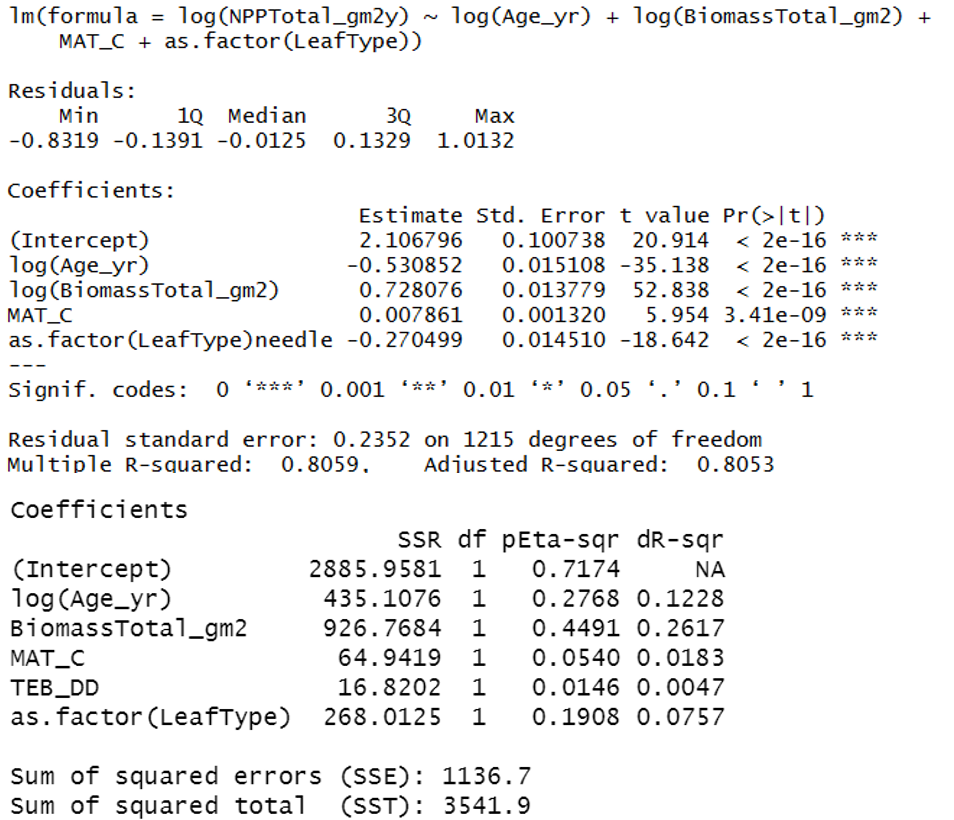 lm(formula = log(NPPTotal_gm2y) ~ log(Age_yr) + log(BiomassTotal_gm2) +
    MAT_C + as.factor(LeafType))
Residuals:
    Min      1Q  Median      3Q     Max
-0.8319 -0.1391 -0.0125  0.1329  1.0132
Coefficients:
                            Estimate Std. Error t value Pr(>|t|)
(Intercept)                 2.106796   0.100738  20.914  < 2e-16 ***
log(Age_yr)                -0.530852   0.015108 -35.138  < 2e-16 ***
log(BiomassTotal_gm2)       0.728076   0.013779  52.838  < 2e-16 ***
MAT_C                       0.007861   0.001320   5.954 3.41e-09 ***
as.factor(LeafType)needle -0.270499   0.014510 -18.642  < 2e-16 ***
---
Signif. codes:  0 ‘***’ 0.001 ‘**’ 0.01 ‘*’ 0.05 ‘.’ 0.1 ‘ ’ 1
Residual standard error: 0.2352 on 1215 degrees of freedom
Multiple R-squared:  0.8059,    Adjusted R-squared:  0.8053
Coefficients
                          SSR df pEta-sqr dR-sqr
(Intercept)         2885.9581  1   0.7174     NA
log(Age_yr)          435.1076  1   0.2768 0.1228
BiomassTotal_gm2     926.7684  1   0.4491 0.2617
MAT_C                 64.9419  1   0.0540 0.0183
TEB_DD                16.8202  1   0.0146 0.0047
as.factor(LeafType)  268.0125  1   0.1908 0.0757
Sum of squared errors (SSE): 1136.7
Sum of squared total  (SST): 3541.9